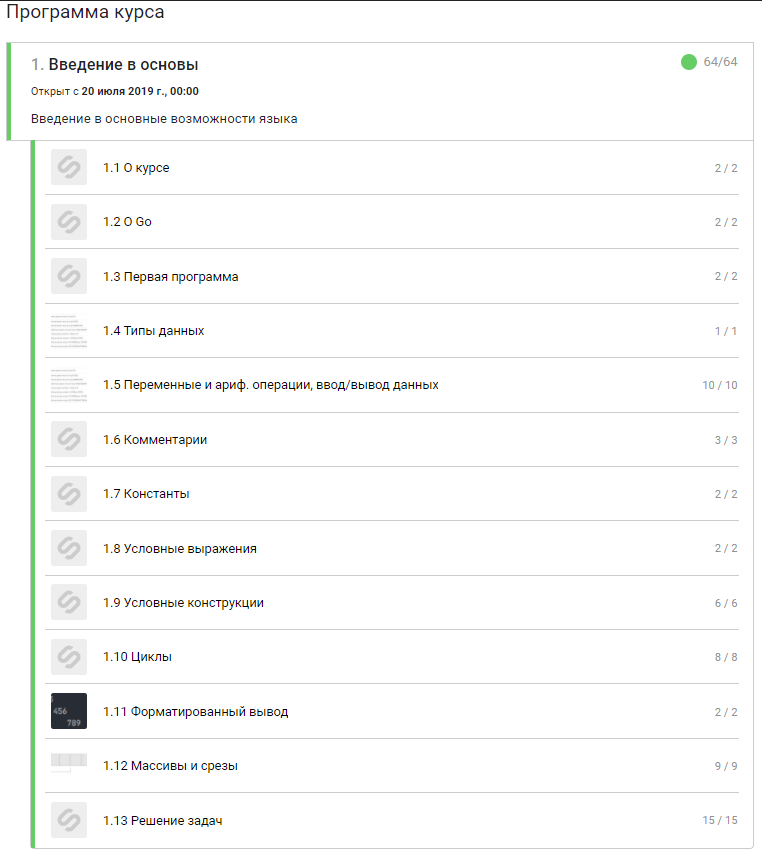 Программа курса
1. Введение в основы
64/64
Открыт с 20 июля 2019 г., 00:00
Введение в основные возможности языка
1.1 О курсе
2 / 2
1.2 О Go
2 / 2
1.3 Первая программа
2 / 2
1.4 Типы данных
1 / 1
1.5 Переменные и ариф. операции, ввод/вывод данных
10 / 10
1.6 Комментарии
3 / 3
1.7 Константы
2 / 2
1.8 Условные выражения
2 / 2
1.9 Условные конструкции
6 / 6
1.10 Циклы
8 / 8
456
789
1.11 Форматированный вывод
2 / 2
1.12 Массивы и срезы
9 / 9
1.13 Решение задач
15 / 15